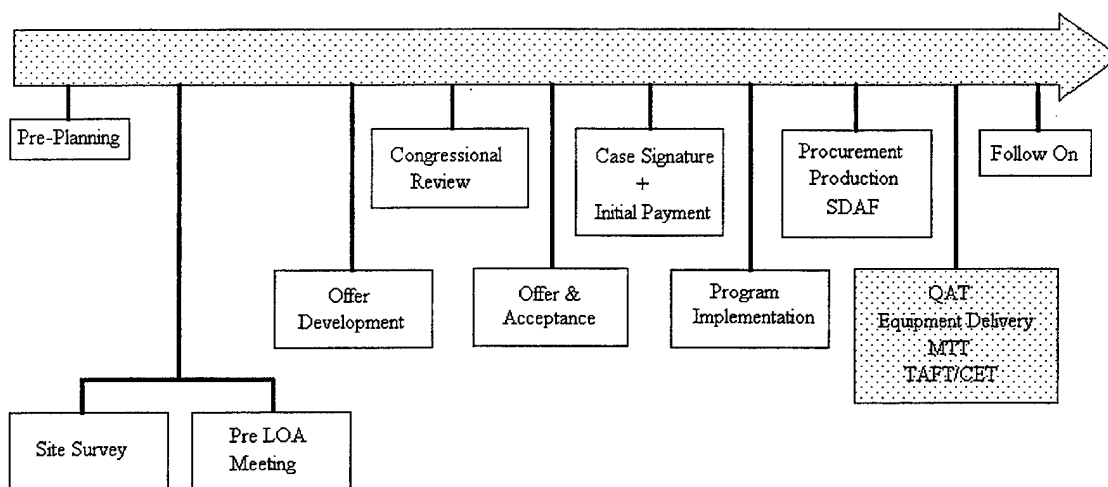 Pre-Planning
Congressional
Review
Case Signature
+
Initial Payment
Procurement
Production
SDAF
Follow On
Offer
Development
Offer &
Acceptance
Program
Implementation
QAT
Equipment Delivery
MTT
TAFT/CET
Site Survey
Pre LOA
Meeting